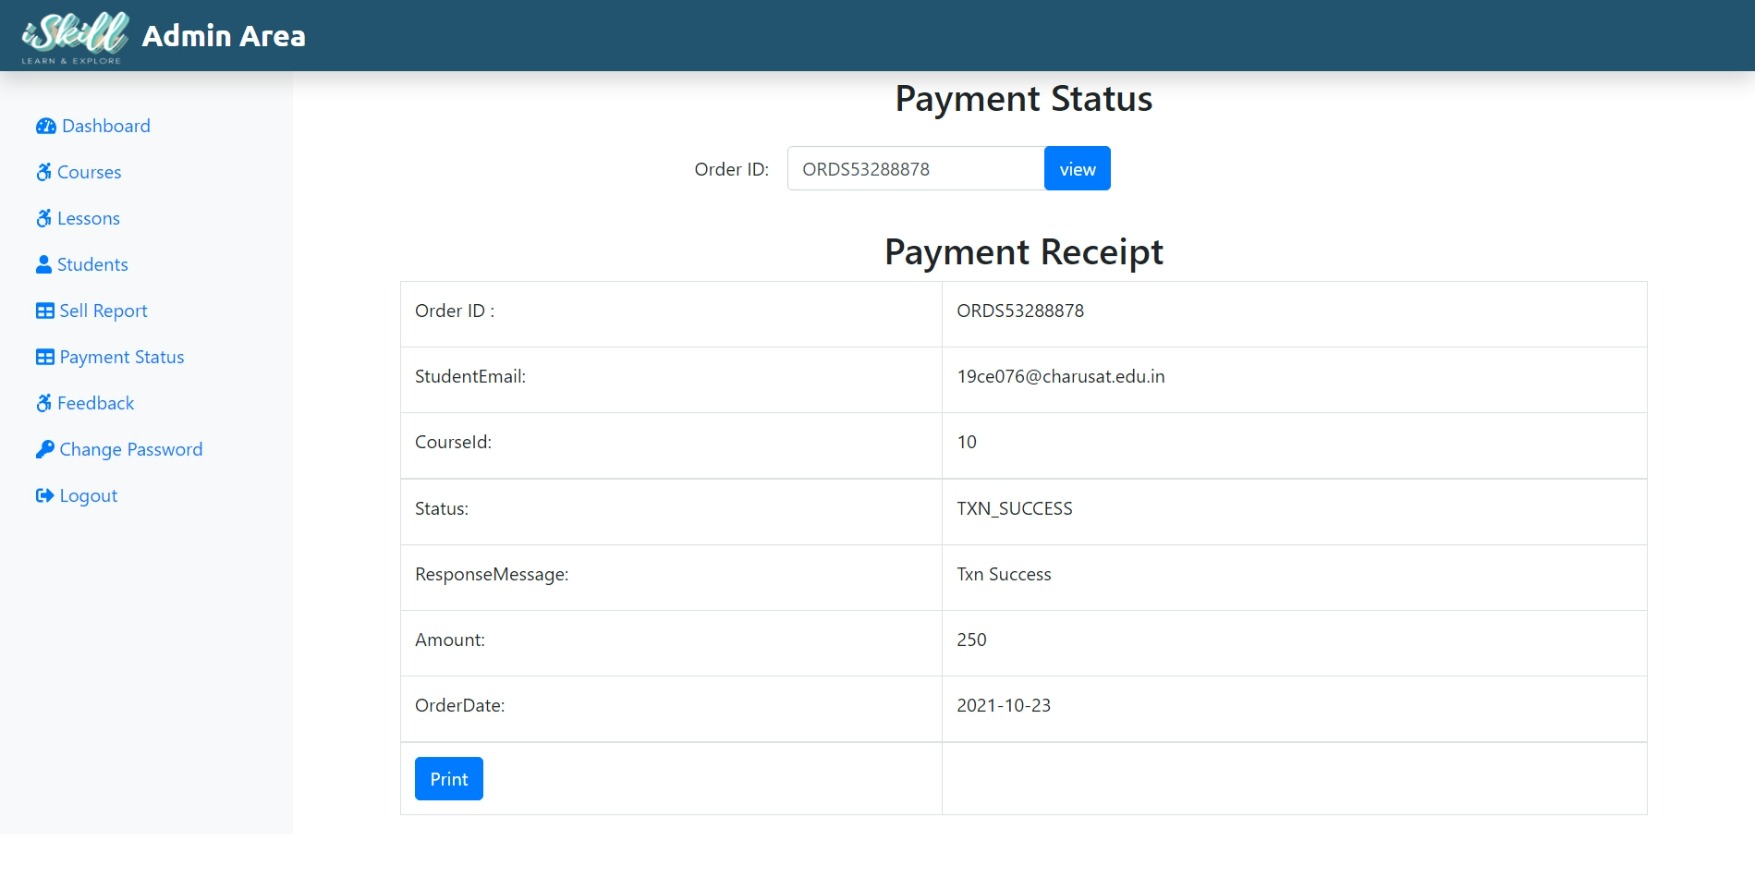 iSkill Admin Area
LEARN & EXPLORE
Dashboard
Courses
Lessons
Students
Sell Report
Payment Status
Feedback
Change Password
Logout
Payment Status
Order ID: ORDS53288878 view
Payment Receipt
Order ID : ORDS53288878
StudentEmail: 19ce076@charusat.edu.in
CourseId: 10
Status: TXN_SUCCESS
ResponseMessage: Txn Success
Amount: 250
OrderDate: 2021-10-23
Print